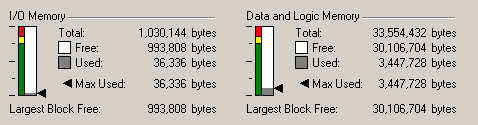 I/O Memory
Total: 1,030,144 bytes
Free: 993,808 bytes
Used: 36,336 bytes
Max Used: 36,336 bytes
Largest Block Free: 993,808 bytes
Data and Logic Memory
Total: 33,554,432 bytes
Free: 30,106,704 bytes
Used: 3,447,728 bytes
Max Used: 3,447,728 bytes
Largest Block Free: 30,106,704 bytes